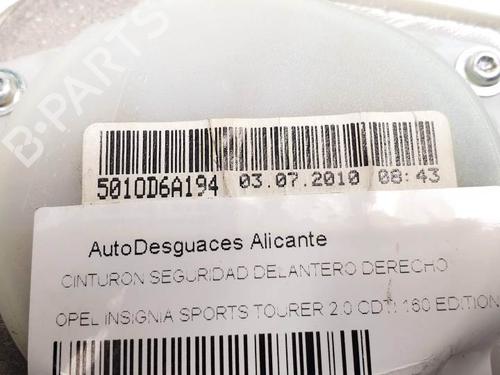 B-PARTS
5010D6A194 03.07.2010 08:43
AutoDesguaces Alicante
CINTURON SEGURIDAD DELANTERO DERECHO
OPEL INSIGNIA SPORTS TOURER 2.0 CDTI 160 EDITION